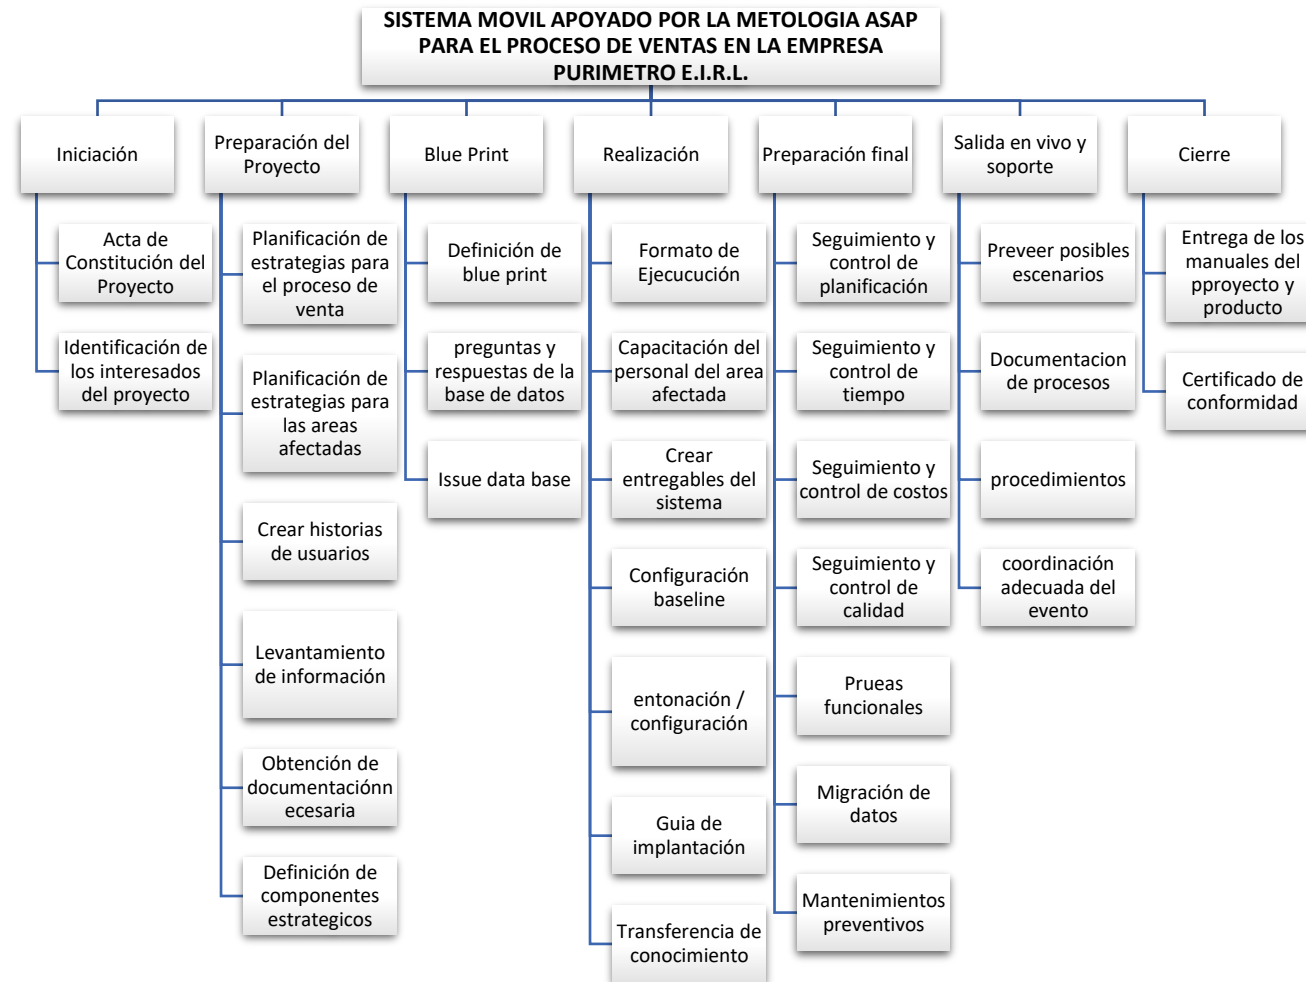 SISTEMA MOVIL APOYADO POR LA METOLOGIA ASAP
PARA EL PROCESO DE VENTAS EN LA EMPRESA
PURIMETRO E.I.R.L.
Iniciación
Acta de
Constitución del
Proyecto
Identificación de
los interesados
del proyecto
Preparación del
Proyecto
Planificación de
estrategias para
el proceso de
venta
Planificación de
estrategias para
las areas
afectadas
Crear historias
de usuarios
Levantamiento
de información
Obtención de
documentaciónn
ecesaria
Definición de
componentes
estrategicos
Blue Print
Definición de
blue print
preguntas y
respuestas de la
base de datos
Issue data base
Realización
Formato de
Ejecucución
Capacitación del
personal del area
afectada
Crear
entregables del
sistema
Configuración
baseline
entonación /
configuración
Guia de
implantación
Transferencia de
conocimiento
Preparación final
Seguimiento y
control de
planificación
Seguimiento y
control de
tiempo
Seguimiento y
control de costos
Seguimiento y
control de
calidad
Prueas
funcionales
Migración de
datos
Mantenimientos
preventivos
Salida en vivo y
soporte
Preveer posibles
escenarios
Documentacion
de procesos
procedimientos
coordinación
adecuada del
evento
Cierre
Entrega de los
manuales del
pproyecto y
producto
Certificado de
conformidad